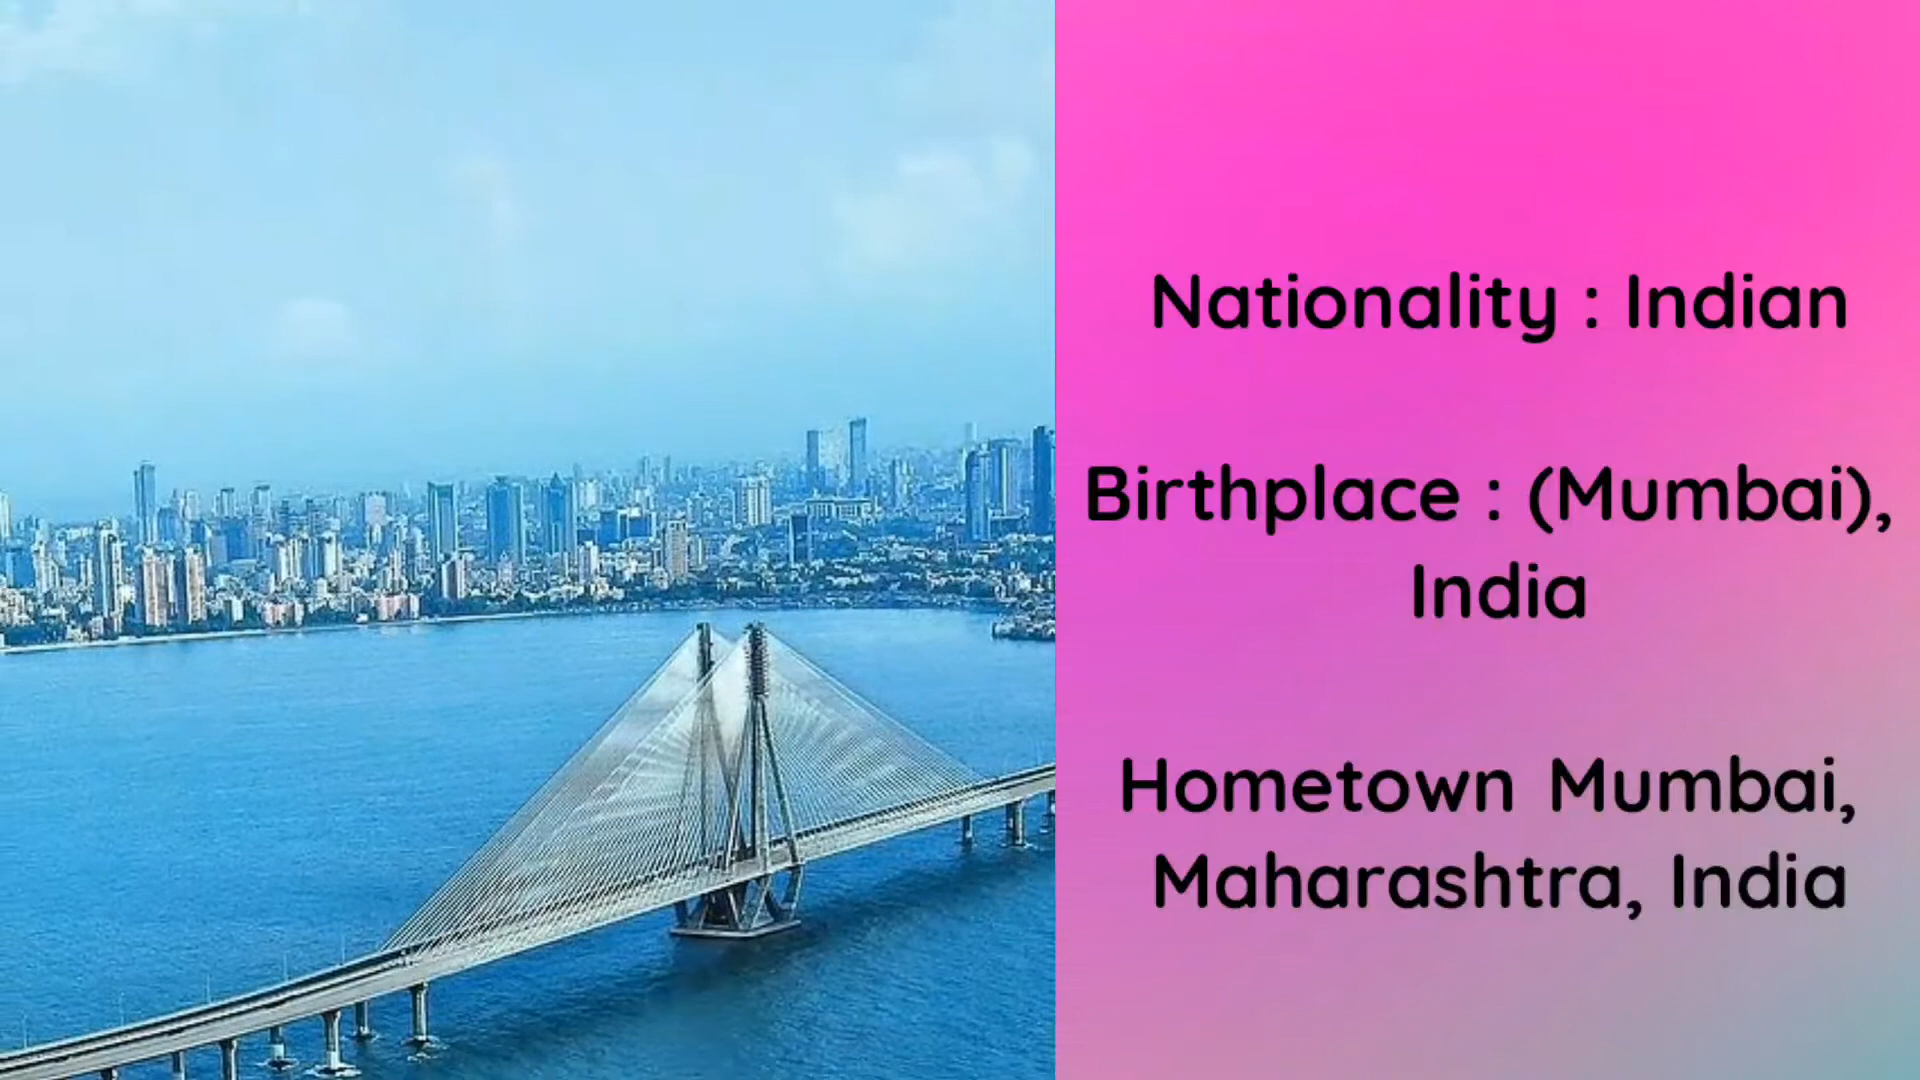 Nationality : Indian
Birthplace : (Mumbai),
India
Hometown Mumbai,
Maharashtra, India